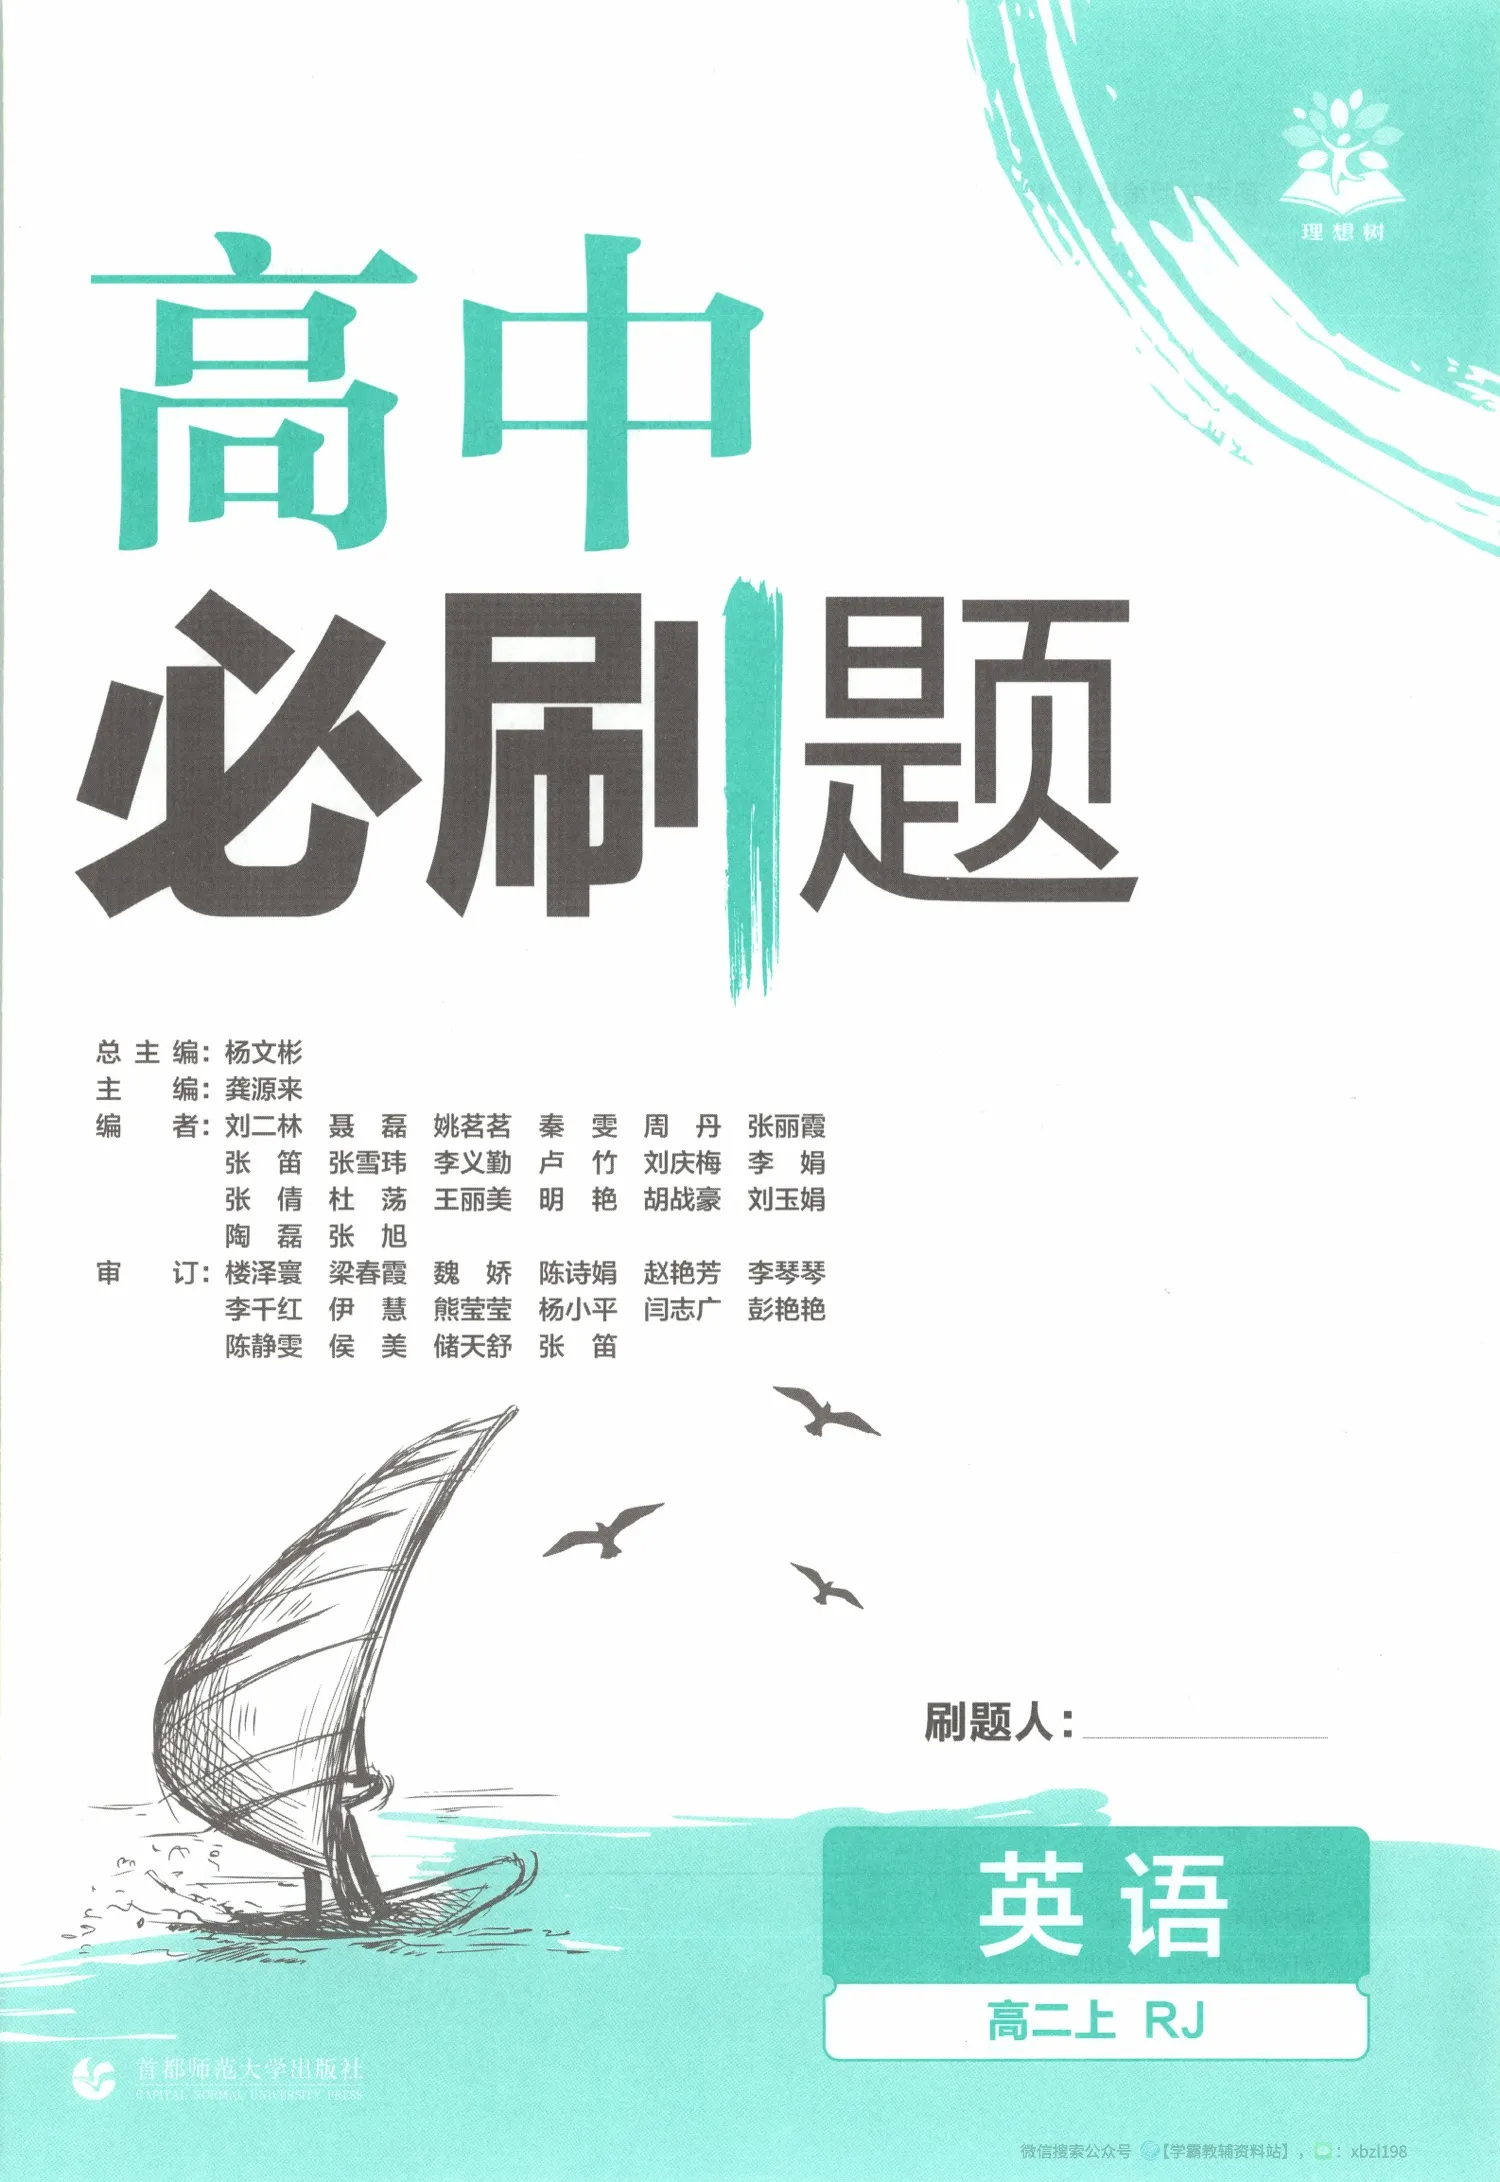 理想树
高中
必刷题
总主编：杨文彬
主编：龚源来
编者：刘二林 聂磊 姚茗茗 秦雯 周丹 张丽霞
张笛 张雪玮 李义勤 卢竹 刘庆梅 李娟
张倩 杜荡 王丽美 明艳 胡战豪 刘玉娟
陶磊 张旭
审订：楼泽寰 梁春霞 魏娇 陈诗娟 赵艳芳 李琴琴
李千红 伊慧 熊莹莹 杨小平 闫志广 彭艳艳
陈静雯 侯美 储天舒 张笛
刷题人：
英语
高二上 RJ
首都师范大学出版社
CAPITAL NORMAL UNIVERSITY PRESS
微信搜索公众号 【学霸教辅资料站】，：xbzl198